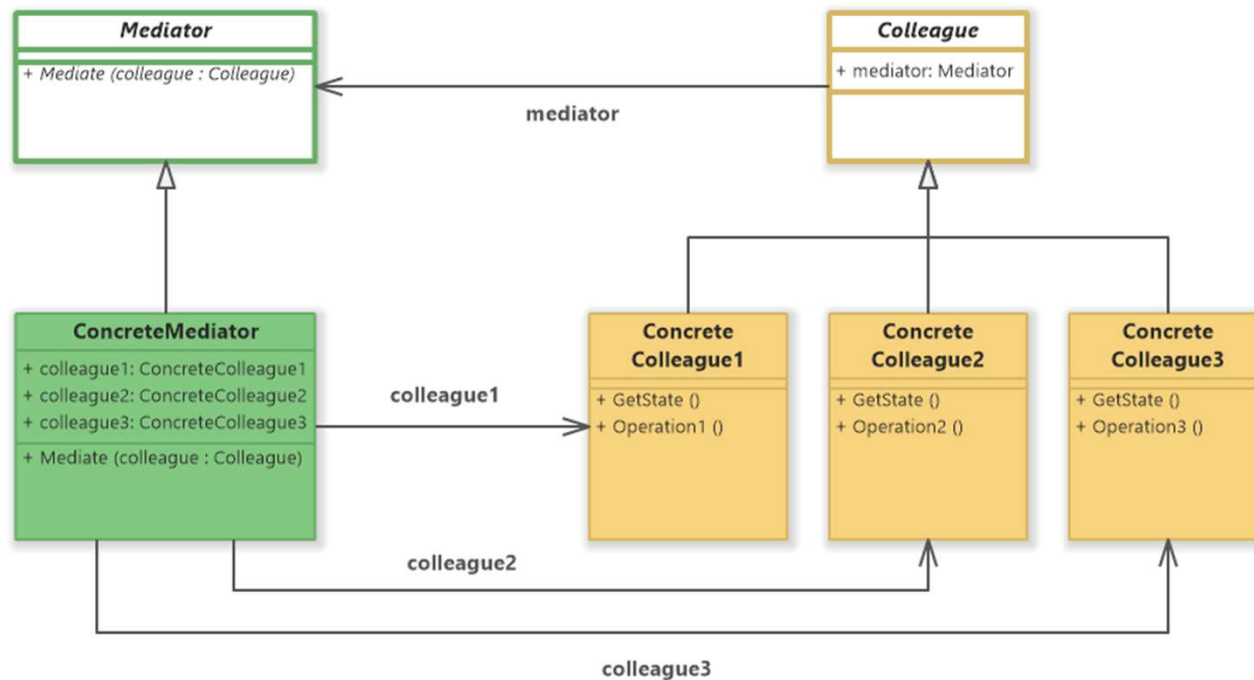 Mediator
+ Mediate (colleague : Colleague)
Colleague
+ mediator: Mediator
mediator
ConcreteMediator
+ colleague1: ConcreteColleague1
+ colleague2: ConcreteColleague2
+ colleague3: ConcreteColleague3
+ Mediate (colleague : Colleague)
colleague1
Concrete
Colleague1
+ GetState ()
+ Operation1 ()
Concrete
Colleague2
+ GetState ()
+ Operation2 ()
Concrete
Colleague3
+ GetState ()
+ Operation3 ()
colleague2
colleague3